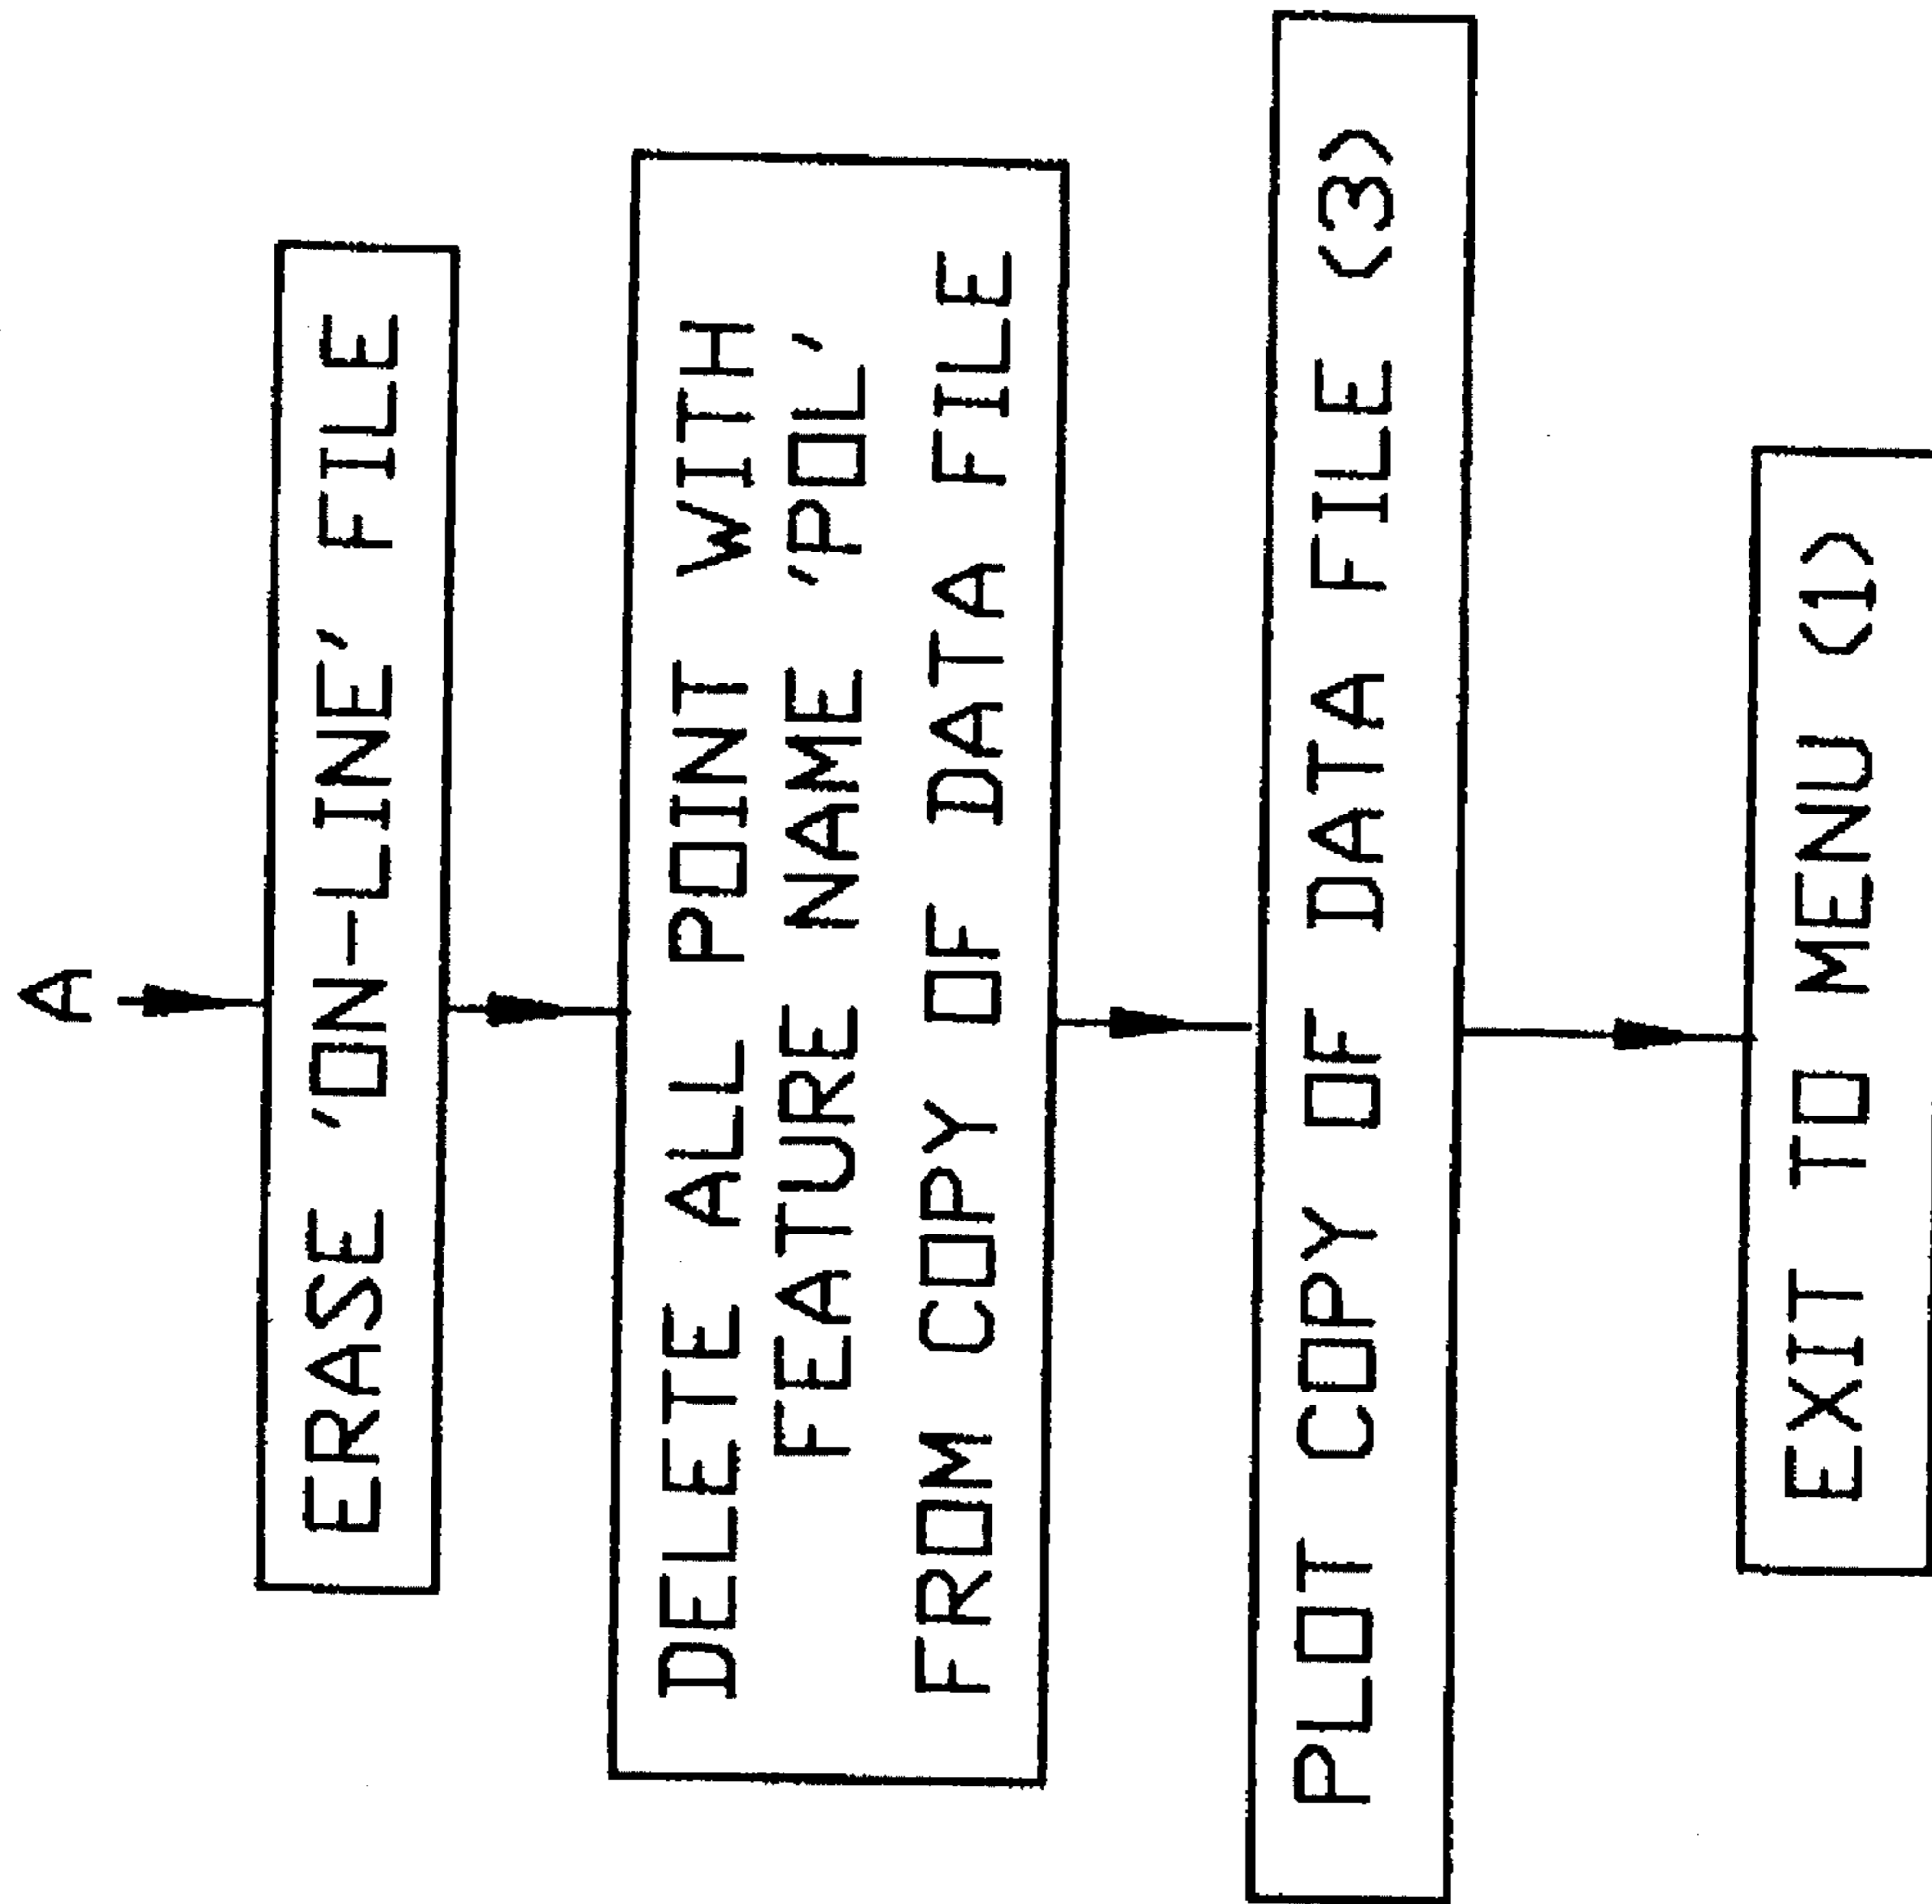 A
ERASE 'ON-LINE' FILE
DELETE ALL POINT WITH
FEATURE NAME 'POL'
FROM COPY OF DATA FILE
PLOT COPY OF DATA FILE (3)
EXIT TO MENU (1)